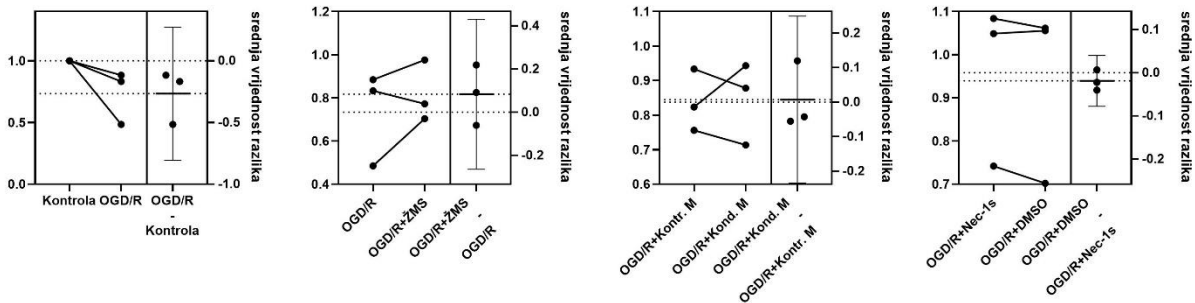 1.0
0.5
0.0
Kontrola OGD/R
OGD/R
-
Kontrola
0.0
-0.5
-1.0
srednja vrijednost razlika
1.2
1.0
0.8
0.6
0.4
OGD/R
OGD/R+ŽMS
OGD/R+ŽMS
-
OGD/R
0.4
0.2
0.0
-0.2
srednja vrijednost razlika
1.1
1.0
0.9
0.8
0.7
0.6
OGD/R+Kontr. M
OGD/R+Kond. M
OGD/R+Kond. M
-
OGD/R+Kontr. M
0.2
0.1
0.0
-0.1
-0.2
srednja vrijednost razlika
1.1
1.0
0.9
0.8
0.7
OGD/R+Nec-1s
OGD/R+DMSO
OGD/R+DMSO
-
OGD/R+Nec-1s
0.1
0.0
-0.1
-0.2
srednja vrijednost razlika